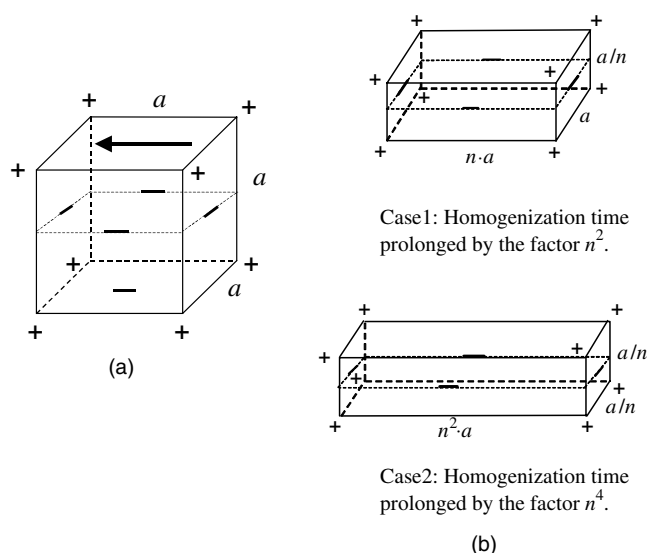 a
a
a
(a)
a/n
a
n·a
Case1: Homogenization time
prolonged by the factor n².
a/n
a/n
n²·a
Case2: Homogenization time
prolonged by the factor n⁴.
(b)